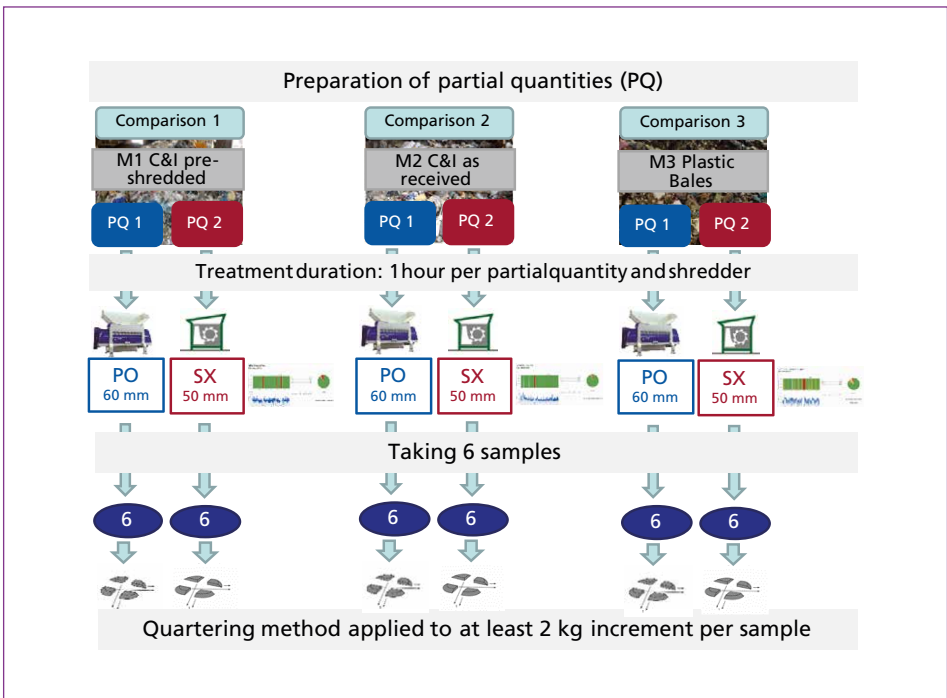 Preparation of partial quantities (PQ)
Comparison 1
Comparison 2
Comparison 3
M1 C&I pre-
shredded
M2 C&I as
received
M3 Plastic
Bales
PQ 1
PQ 2
PQ 1
PQ 2
PQ 1
PQ 2
Treatment duration: 1 hour per partial quantity and shredder
PO
60 mm
SX
50 mm
PO
60 mm
SX
50 mm
PO
60 mm
SX
50 mm
Taking 6 samples
6
6
6
6
6
6
Quartering method applied to at least 2 kg increment per sample